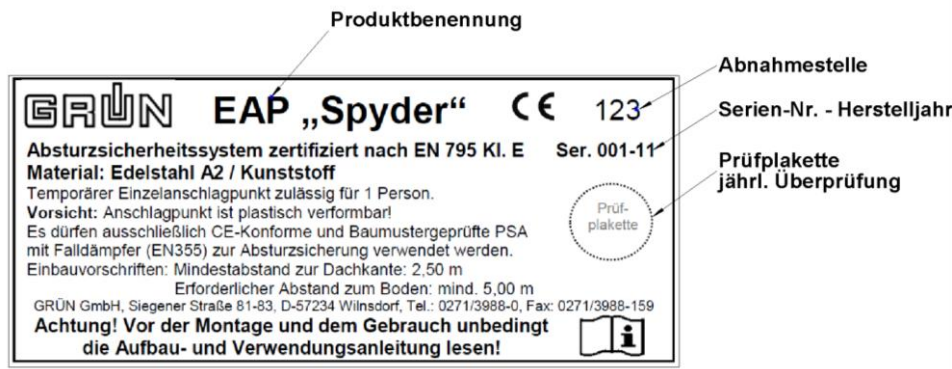 Produktbenennung
Abnahmestelle
GRÜN EAP „Spyder“ CE 123
Serien-Nr. - Herstelljahr
Absturzsicherheitssystem zertifiziert nach EN 795 Kl. E Ser. 001-11
Material: Edelstahl A2 / Kunststoff
Prüfplakette
jährl. Überprüfung
Temporärer Einzelanschlagpunkt zulässig für 1 Person.
Vorsicht: Anschlagpunkt ist plastisch verformbar!
Prüf-
plakette
Es dürfen ausschließlich CE-Konforme und Baumustergeprüfte PSA
mit Falldämpfer (EN355) zur Absturzsicherung verwendet werden.
Einbauvorschriften: Mindestabstand zur Dachkante: 2,50 m
Erforderlicher Abstand zum Boden: mind. 5,00 m
GRÜN GmbH, Siegener Straße 81-83, D-57234 Wilnsdorf, Tel.: 0271/3988-0, Fax: 0271/3988-159
Achtung! Vor der Montage und dem Gebrauch unbedingt
die Aufbau- und Verwendungsanleitung lesen!
i